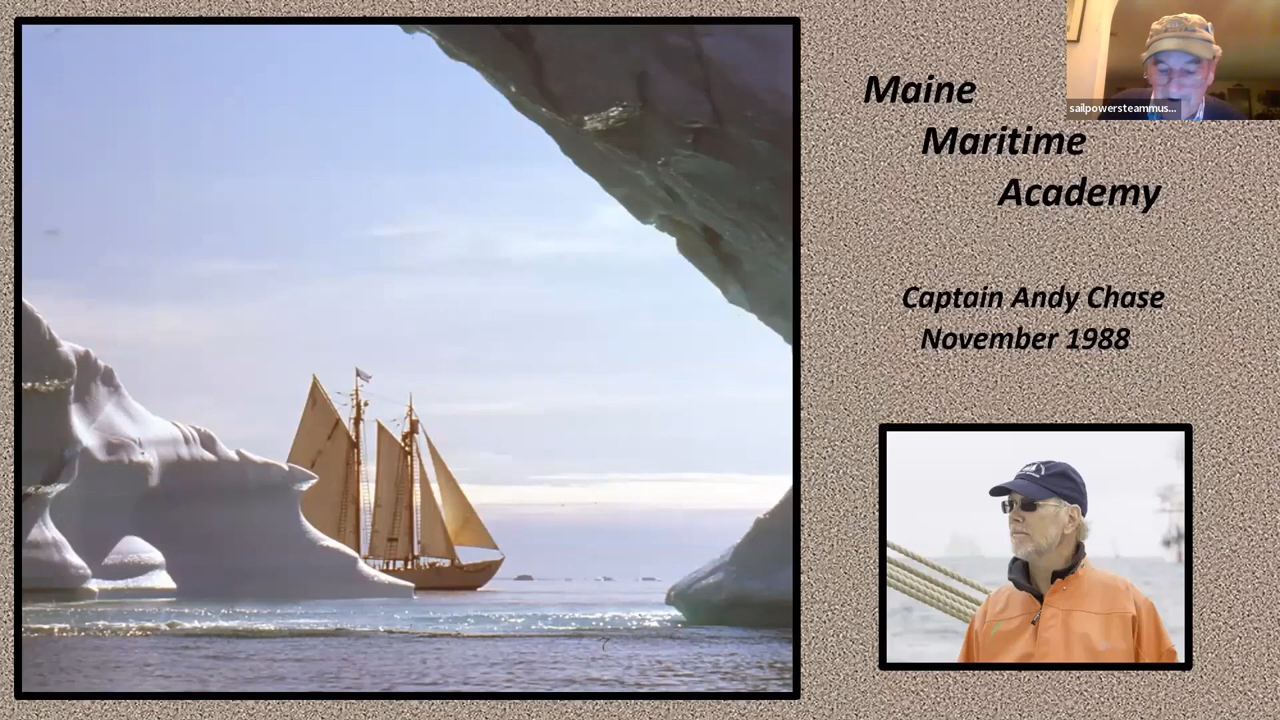 Maine
Maritime
Academy
sailpowersteammus...
Captain Andy Chase
November 1988